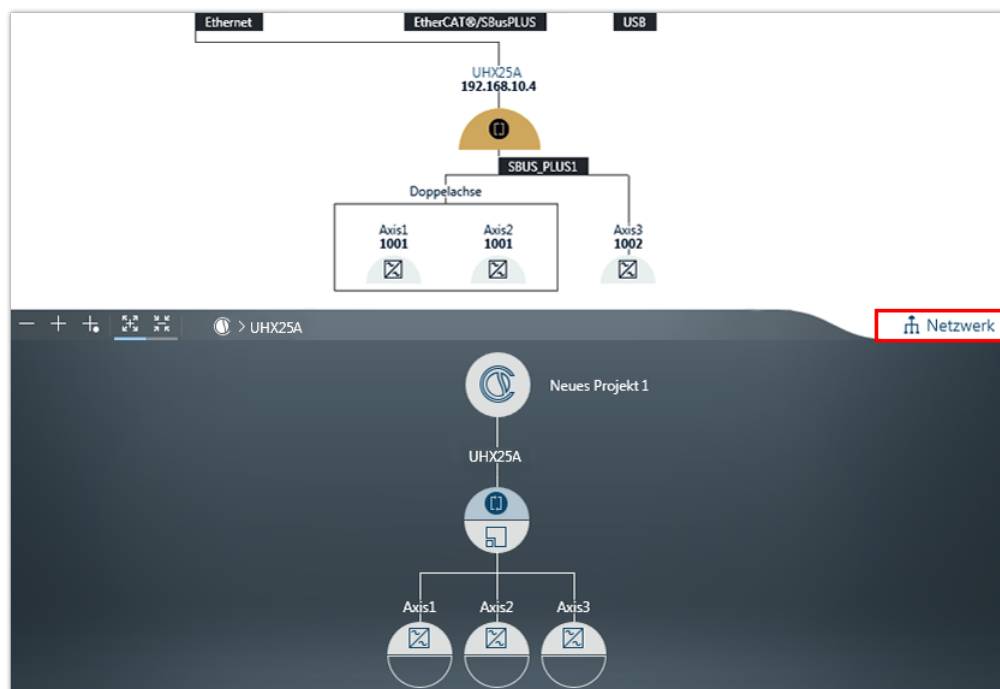 Ethernet
EtherCAT®/SBusPLUS
USB
UHX25A
192.168.10.4
SBUS_PLUS1
Doppelachse
Axis1
1001
Axis2
1001
Axis3
1002
> UHX25A
Netzwerk
Neues Projekt 1
UHX25A
Axis1
Axis2
Axis3